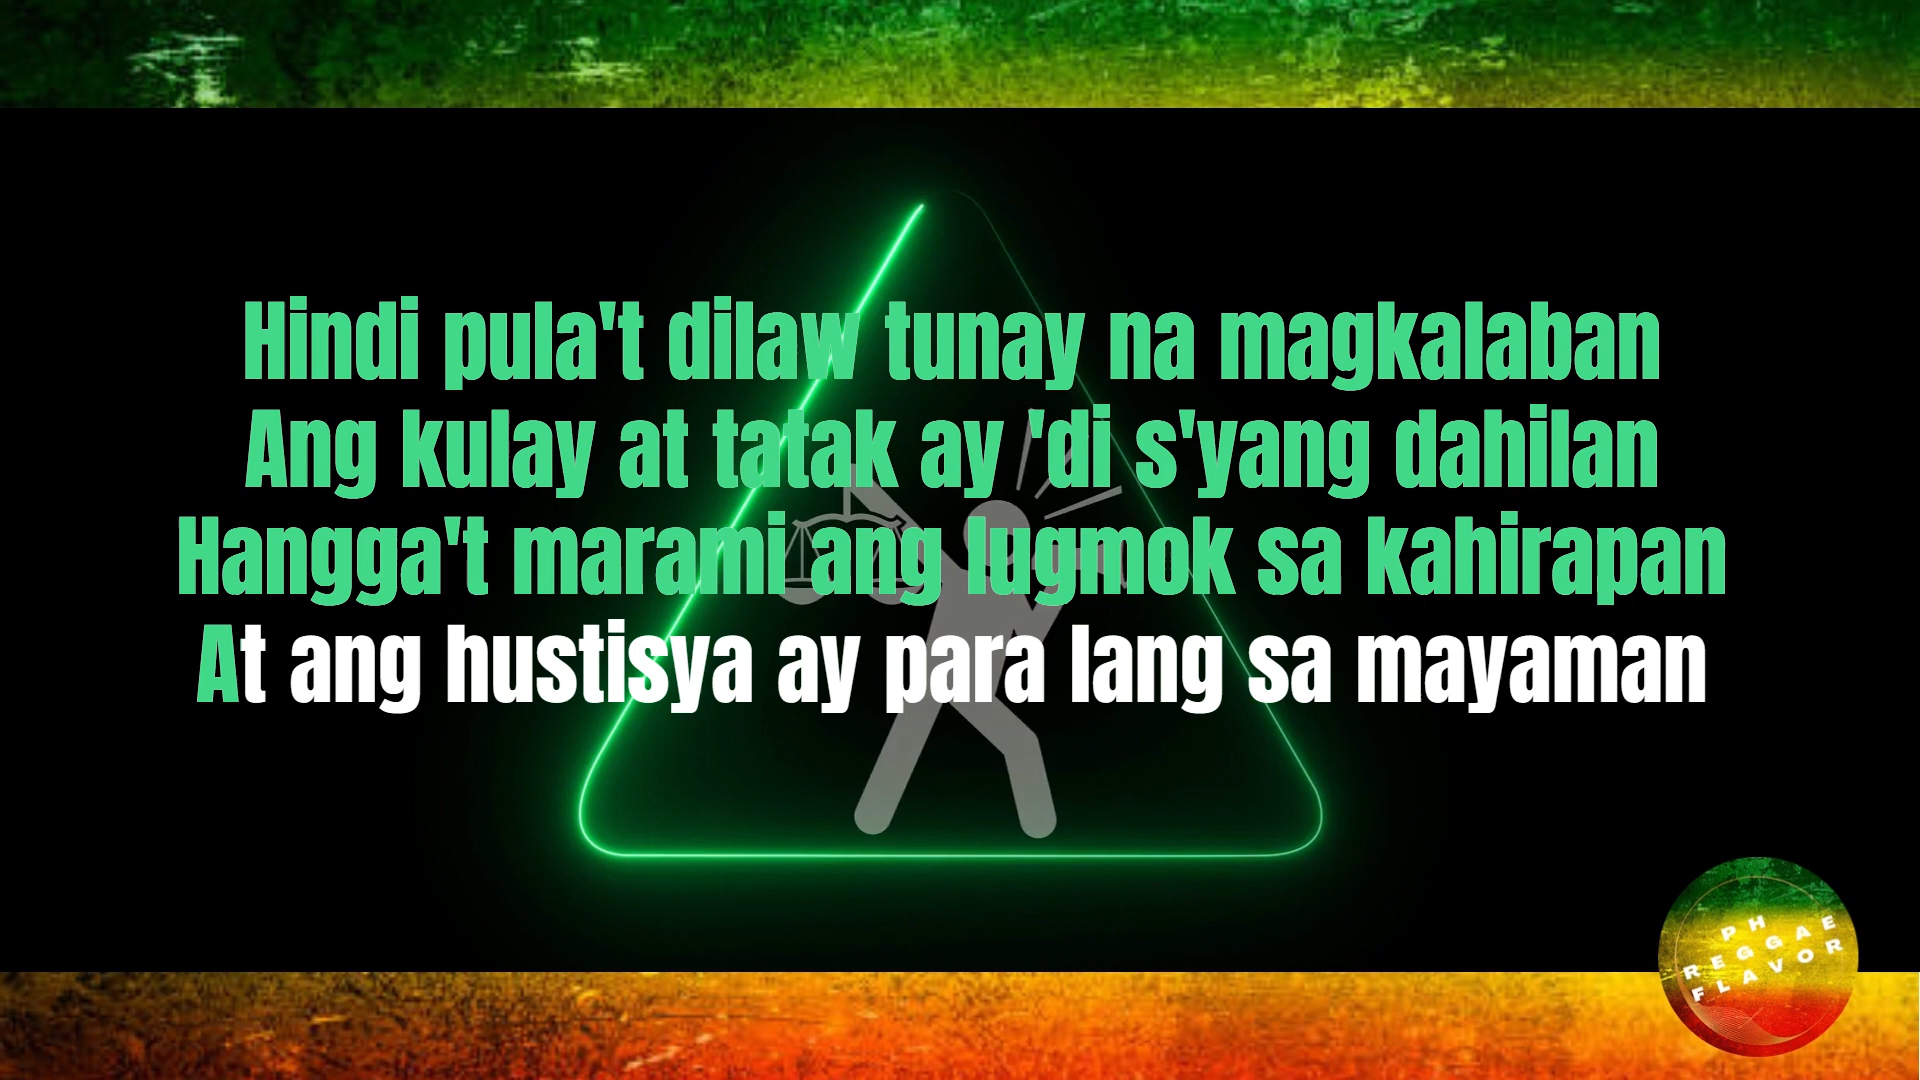 Hindi pula't dilaw tunay na magkalaban
Ang kulay at tatak ay 'di s'yang dahilan
Hangga't marami ang lugmok sa kahirapan
At ang hustisya ay para lang sa mayaman
PH
REGGAE
FLAVOR